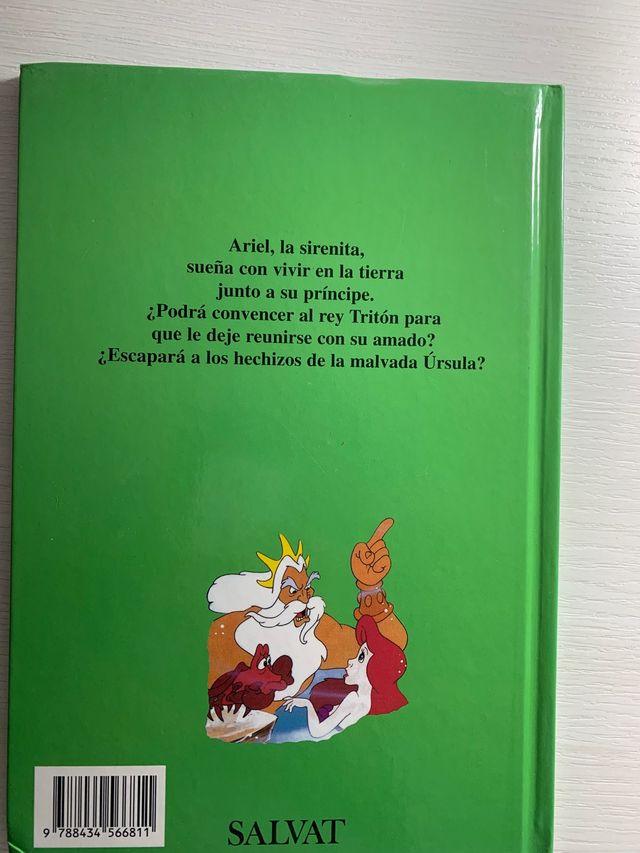 Ariel, la sirenita,
sueña con vivir en la tierra
junto a su príncipe.
¿Podrá convencer al rey Tritón para
que le deje reunirse con su amado?
¿Escapará a los hechizos de la malvada Úrsula?
9 788434 566811
SALVAT